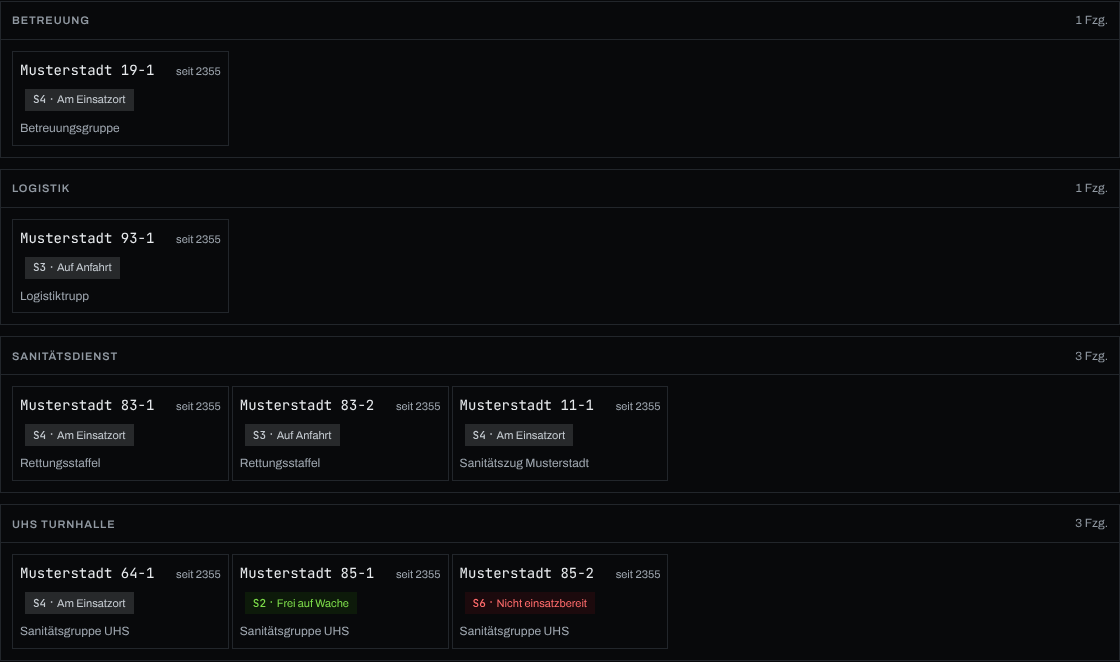 BETREUUNG 1 Fzg.
Musterstadt 19-1 seit 2355
S4 · Am Einsatzort
Betreuungsgruppe
LOGISTIK 1 Fzg.
Musterstadt 93-1 seit 2355
S3 · Auf Anfahrt
Logistiktrupp
SANITÄTSDIENST 3 Fzg.
Musterstadt 83-1 seit 2355 Musterstadt 83-2 seit 2355 Musterstadt 11-1 seit 2355
S4 · Am Einsatzort S3 · Auf Anfahrt S4 · Am Einsatzort
Rettungsstaffel Rettungsstaffel Sanitätszug Musterstadt
UHS TURNHALLE 3 Fzg.
Musterstadt 64-1 seit 2355 Musterstadt 85-1 seit 2355 Musterstadt 85-2 seit 2355
S4 · Am Einsatzort S2 · Frei auf Wache S6 · Nicht einsatzbereit
Sanitätsgruppe UHS Sanitätsgruppe UHS Sanitätsgruppe UHS